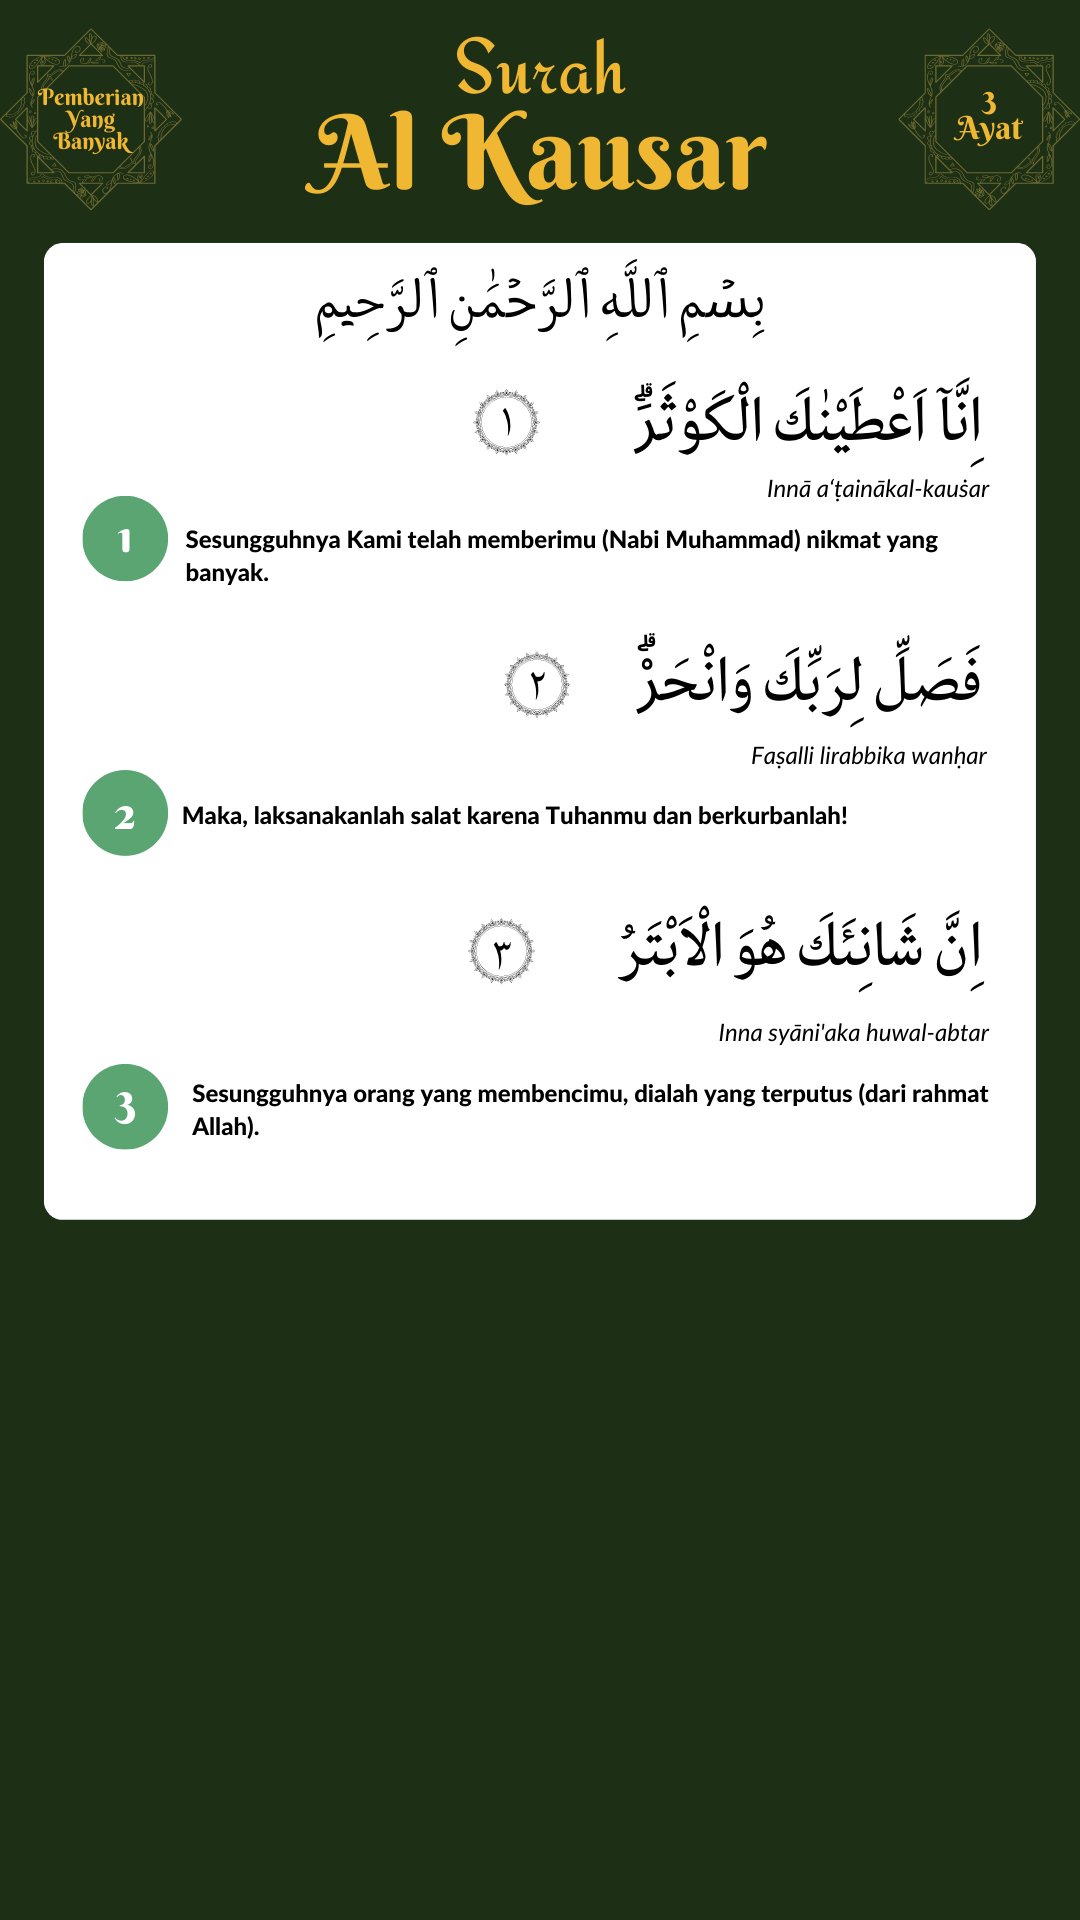 Pemberian
Yang
Banyak
Surah
Al Kausar
3
Ayat
بِسْمِ ٱللَّهِ ٱلرَّحْمَٰنِ ٱلرَّحِيمِ
اِنَّآ اَعْطَيْنٰكَ الْكَوْثَرَۗ ١
Innā a‘ṭainākal-kauṡar
1
Sesungguhnya Kami telah memberimu (Nabi Muhammad) nikmat yang
banyak.
فَصَلِّ لِرَبِّكَ وَانْحَرْۗ ٢
Faṣalli lirabbika wanḥar
2
Maka, laksanakanlah salat karena Tuhanmu dan berkurbanlah!
اِنَّ شَانِئَكَ هُوَ الْاَبْتَرُ ٣
Inna syāni'aka huwal-abtar
3
Sesungguhnya orang yang membencimu, dialah yang terputus (dari rahmat
Allah).